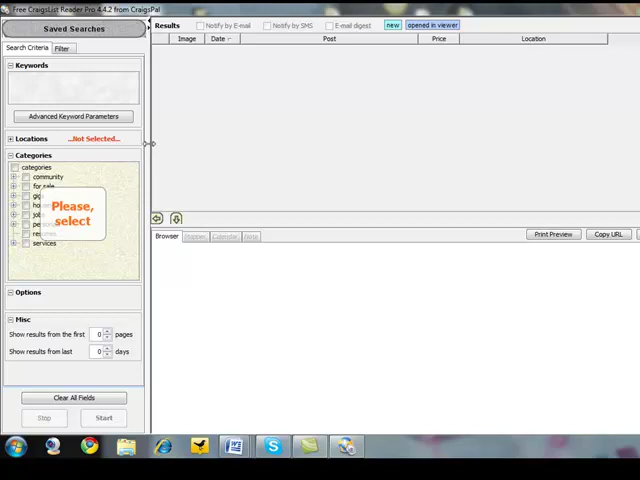 Free CraigsList Reader Pro 4.4.2 from CraigsPal
Saved Searches
Search Criteria Filter
Keywords
Advanced Keyword Parameters
Locations ...Not Selected...
Categories
categories
community
for sale
Please,
select
services
Options
Misc
Show results from the first 0 pages
Show results from last 0 days
Clear All Fields
Stop Start
Results Notify by E-mail Notify by SMS E-mail digest new opened in viewer
Image Date Post Price Location
Browser Mapper Calendar Note Print Preview Copy URL